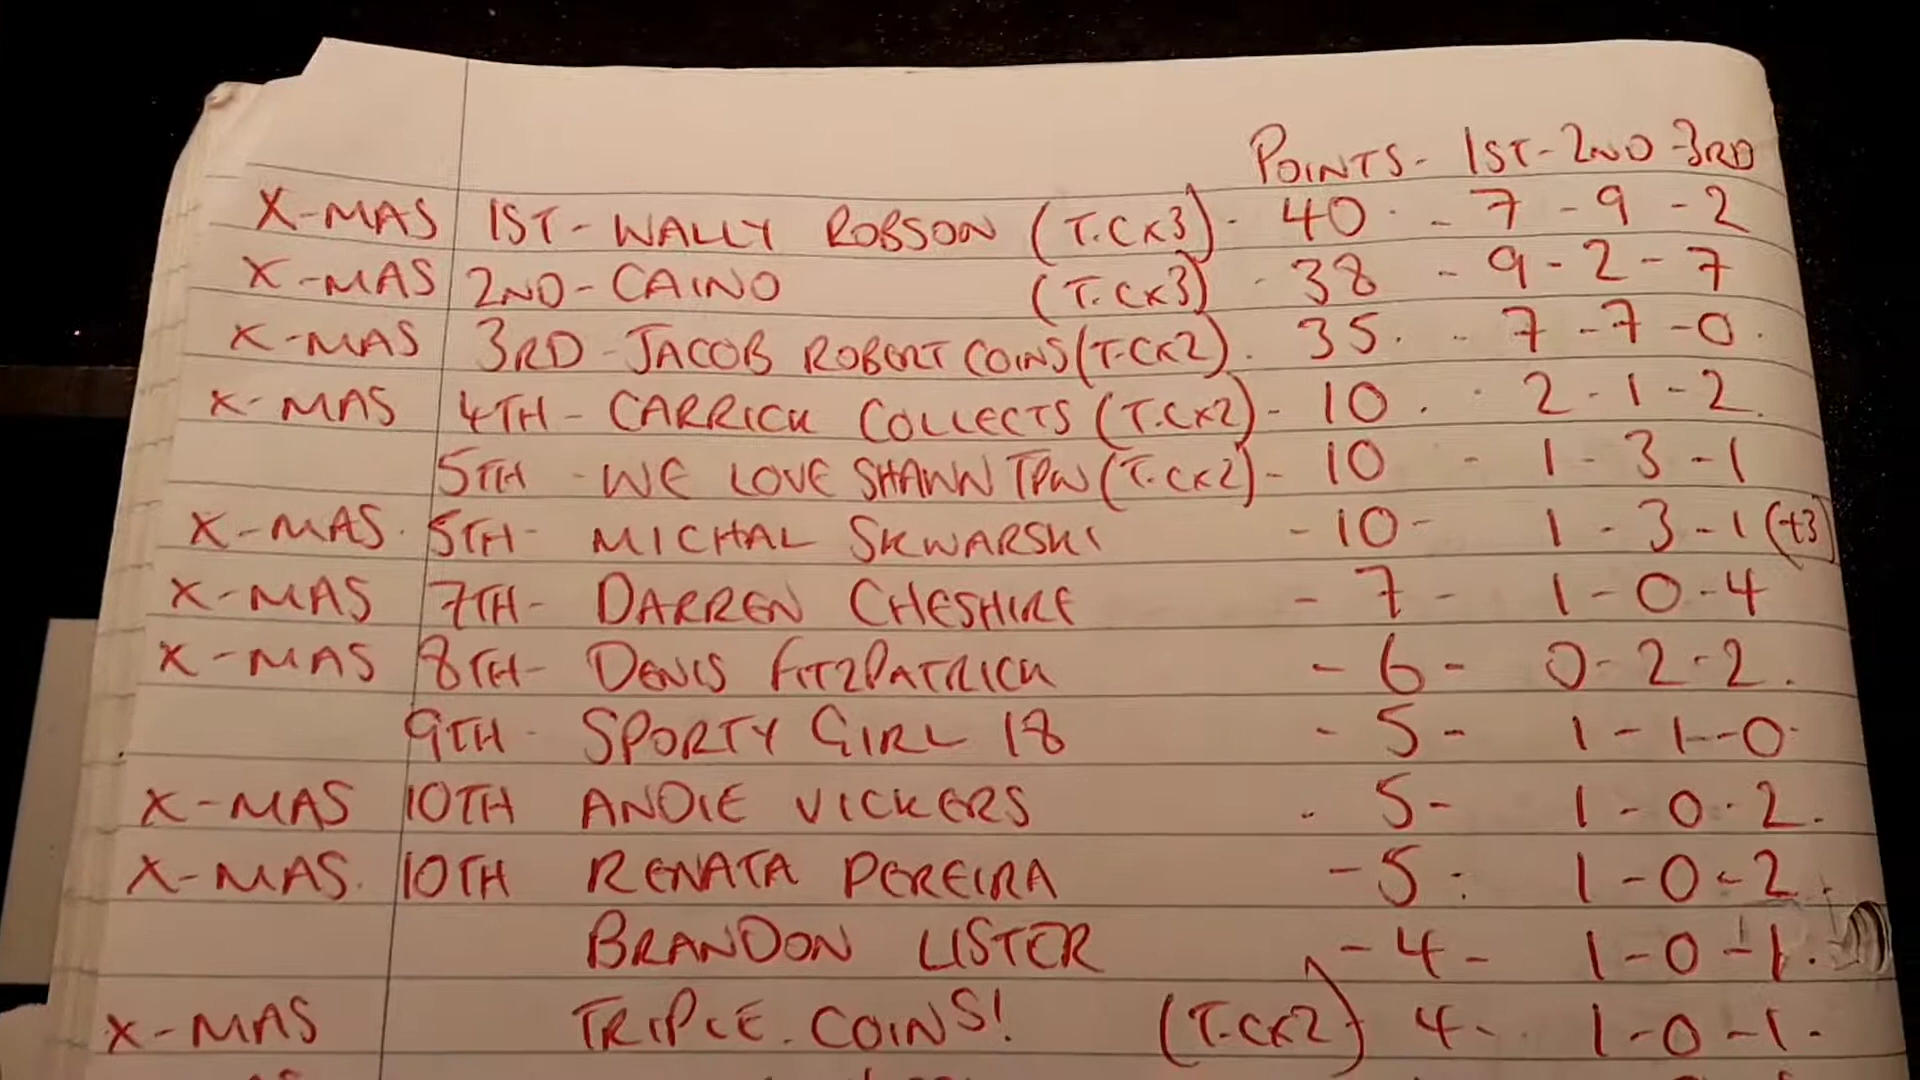 POINTS - 1ST - 2ND - 3RD
X-MAS 1ST - WALLY ROBSON (T.C x3) - 40 - 7 - 9 - 2
X-MAS 2ND - CAINO (T.C x3) - 38 - 9 - 2 - 7
X-MAS 3RD - JACOB ROBERT COINS (T.C x2) . 35 . - 7 - 7 - 0 .
X-MAS 4TH - CARRICK COLLECTS (T.C x2) - 10 . - 2 - 1 - 2 .
5TH - WE LOVE SHAWN TPW (T.C x2) - 10 - 1 - 3 - 1
X-MAS . 5TH - MICHAL SKWARSKI - 10 - 1 - 3 - 1 (+3)
X-MAS 7TH - DARREN CHESHIRE - 7 - 1 - 0 - 4
X-MAS 8TH - DENIS FITZPATRICK - 6 - 0 - 2 - 2 .
9TH - SPORTY GIRL 18 - 5 - 1 - 1 - 0
X-MAS 10TH ANDIE VICKERS . 5 - 1 - 0 - 2 .
X-MAS . 10TH RENATA PEREIRA - 5 - 1 - 0 - 2 .
BRANDON LISTER - 4 - 1 - 0 - 1 .
X-MAS TRIPLE . COINS! (T.C x2) 4 - 1 - 0 - 1 -